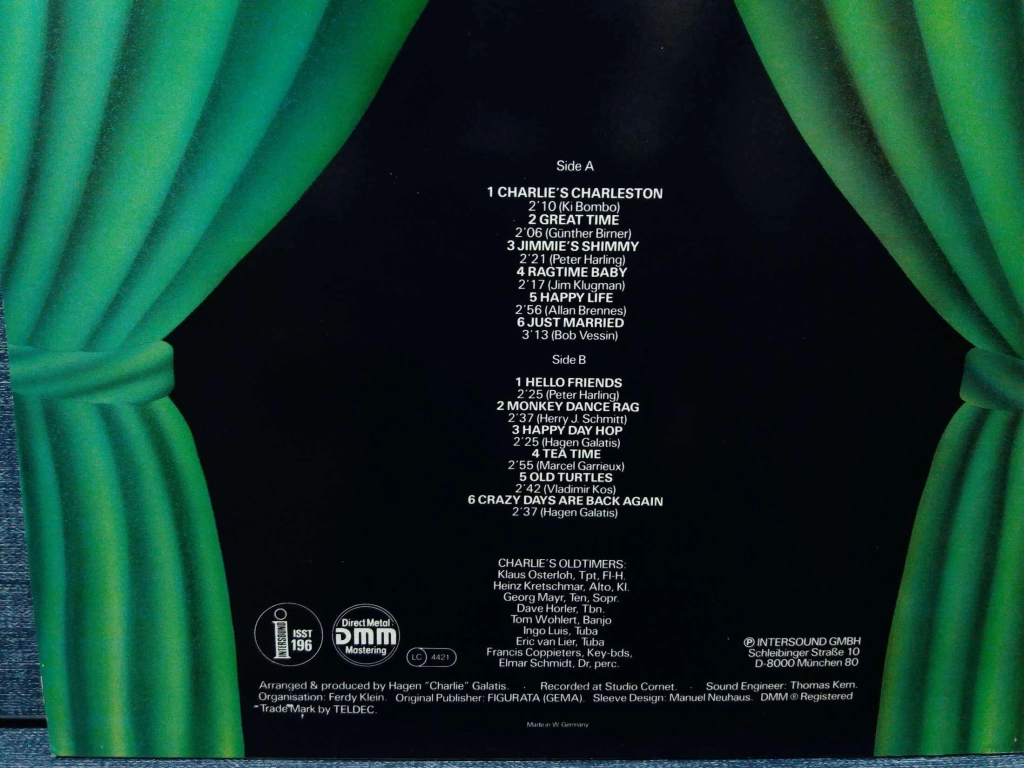 Side A
1 CHARLIE'S CHARLESTON
2'10 (Ki Bombo)
2 GREAT TIME
2'06 (Günther Birner)
3 JIMMIE'S SHIMMY
2'21 (Peter Harling)
4 RAGTIME BABY
2'17 (Jim Klugman)
5 HAPPY LIFE
2'56 (Allan Brennes)
6 JUST MARRIED
3'13 (Bob Vessin)
Side B
1 HELLO FRIENDS
2'25 (Peter Harling)
2 MONKEY DANCE RAG
2'37 (Herry J. Schmitt)
3 HAPPY DAY HOP
2'25 (Hagen Galatis)
4 TEA TIME
2'55 (Marcel Garrieux)
5 OLD TURTLES
2'42 (Vladimir Kos)
6 CRAZY DAYS ARE BACK AGAIN
2'37 (Hagen Galatis)
CHARLIE'S OLDTIMERS:
Klaus Osterloh, Tpt, Fl-H.
Heinz Kretschmar, Alto, Kl.
Georg Mayr, Ten, Sopr.
Dave Horler, Tbn.
Tom Wohlert, Banjo
Ingo Luis, Tuba
Eric van Lier, Tuba
Francis Coppieters, Key-bds,
Elmar Schmidt, Dr, perc.
INTERSOUND
ISST
196
Direct Metal
DMM
Mastering
LC 4421
℗ INTERSOUND GMBH
Schleibinger Straße 10
D-8000 München 80
Arranged & produced by Hagen "Charlie" Galatis. · Recorded at Studio Cornet. · Sound Engineer: Thomas Kern.
Organisation: Ferdy Klein. Original Publisher: FIGURATA (GEMA). Sleeve Design: Manuel Neuhaus. DMM ® Registered
Trade Mark by TELDEC.
Made in W. Germany